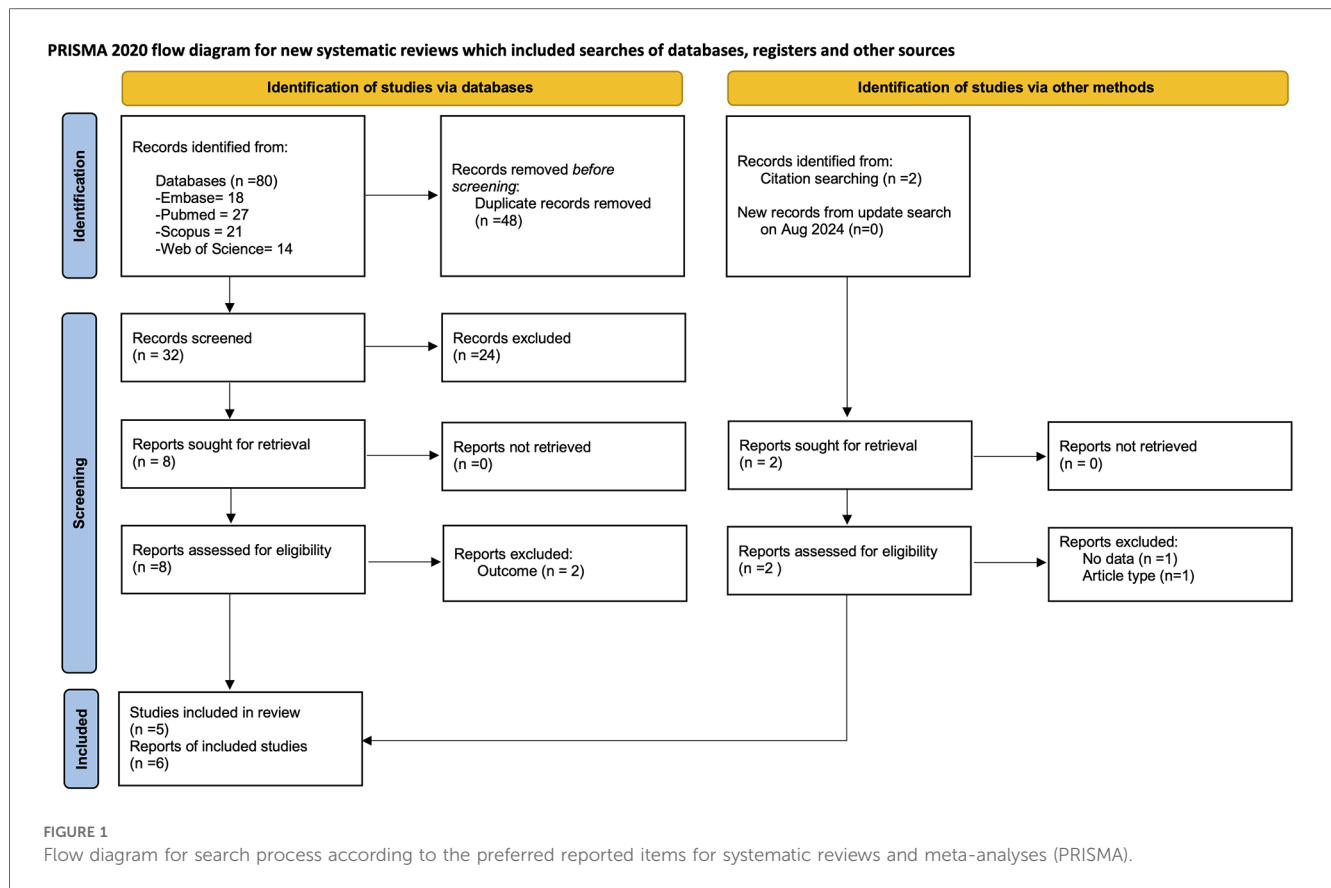 PRISMA 2020 flow diagram for new systematic reviews which included searches of databases, registers and other sources
Identification of studies via databases
Identification of studies via other methods
Identification
Records identified from:
Databases (n =80)
-Embase= 18
-Pubmed = 27
-Scopus = 21
-Web of Science= 14
Records removed before
screening:
Duplicate records removed
(n =48)
Records identified from:
Citation searching (n =2)
New records from update search
on Aug 2024 (n=0)
Screening
Records screened
(n = 32)
Records excluded
(n =24)
Reports sought for retrieval
(n = 8)
Reports not retrieved
(n =0)
Reports sought for retrieval
(n = 2)
Reports not retrieved
(n = 0)
Reports assessed for eligibility
(n =8)
Reports excluded:
Outcome (n = 2)
Reports assessed for eligibility
(n =2 )
Reports excluded:
No data (n =1)
Article type (n=1)
Included
Studies included in review
(n =5)
Reports of included studies
(n =6)
FIGURE 1
Flow diagram for search process according to the preferred reported items for systematic reviews and meta-analyses (PRISMA).